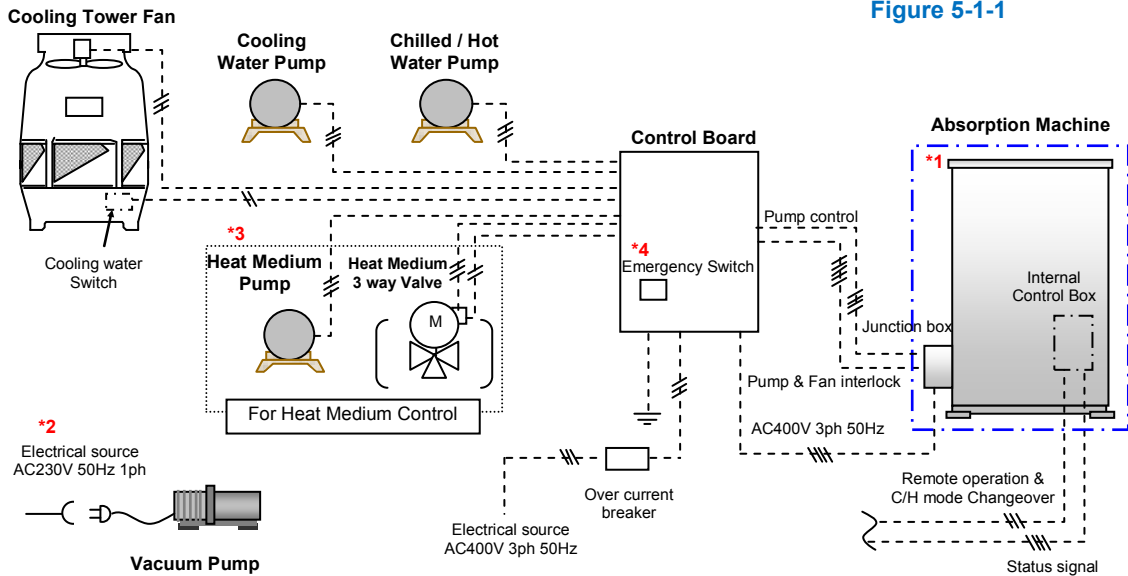 Figure 5-1-1
Cooling Tower Fan
Cooling
Water Pump
Chilled / Hot
Water Pump
Control Board
Absorption Machine
*1
Pump control
*3
*4
Emergency Switch
Cooling water
Switch
Heat Medium
Pump
Heat Medium
3 way Valve
M
Internal
Control Box
Junction box
Pump & Fan interlock
For Heat Medium Control
*2
Electrical source
AC230V 50Hz 1ph
AC400V 3ph 50Hz
Over current
breaker
Remote operation &
C/H mode Changeover
Electrical source
AC400V 3ph 50Hz
Vacuum Pump
Status signal